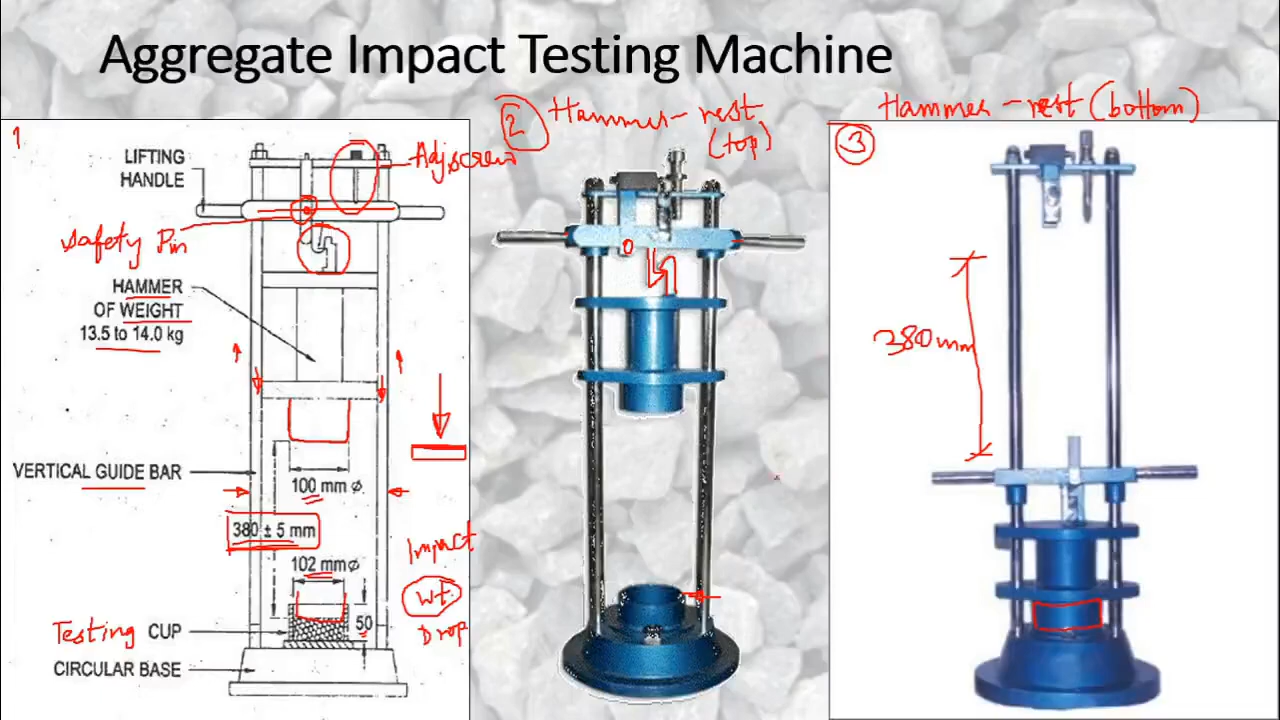 Aggregate Impact Testing Machine
1
LIFTING
HANDLE
Adj. screw
Safety Pin
HAMMER
OF WEIGHT
13.5 to 14.0 kg
VERTICAL GUIDE BAR
100 mm ϕ
380 ± 5 mm
102 mm ϕ
50
Testing CUP
CIRCULAR BASE
Impact
Wt.
Drop
2 Hammer - rest
(top)
Hammer - rest (bottom)
3
380mm